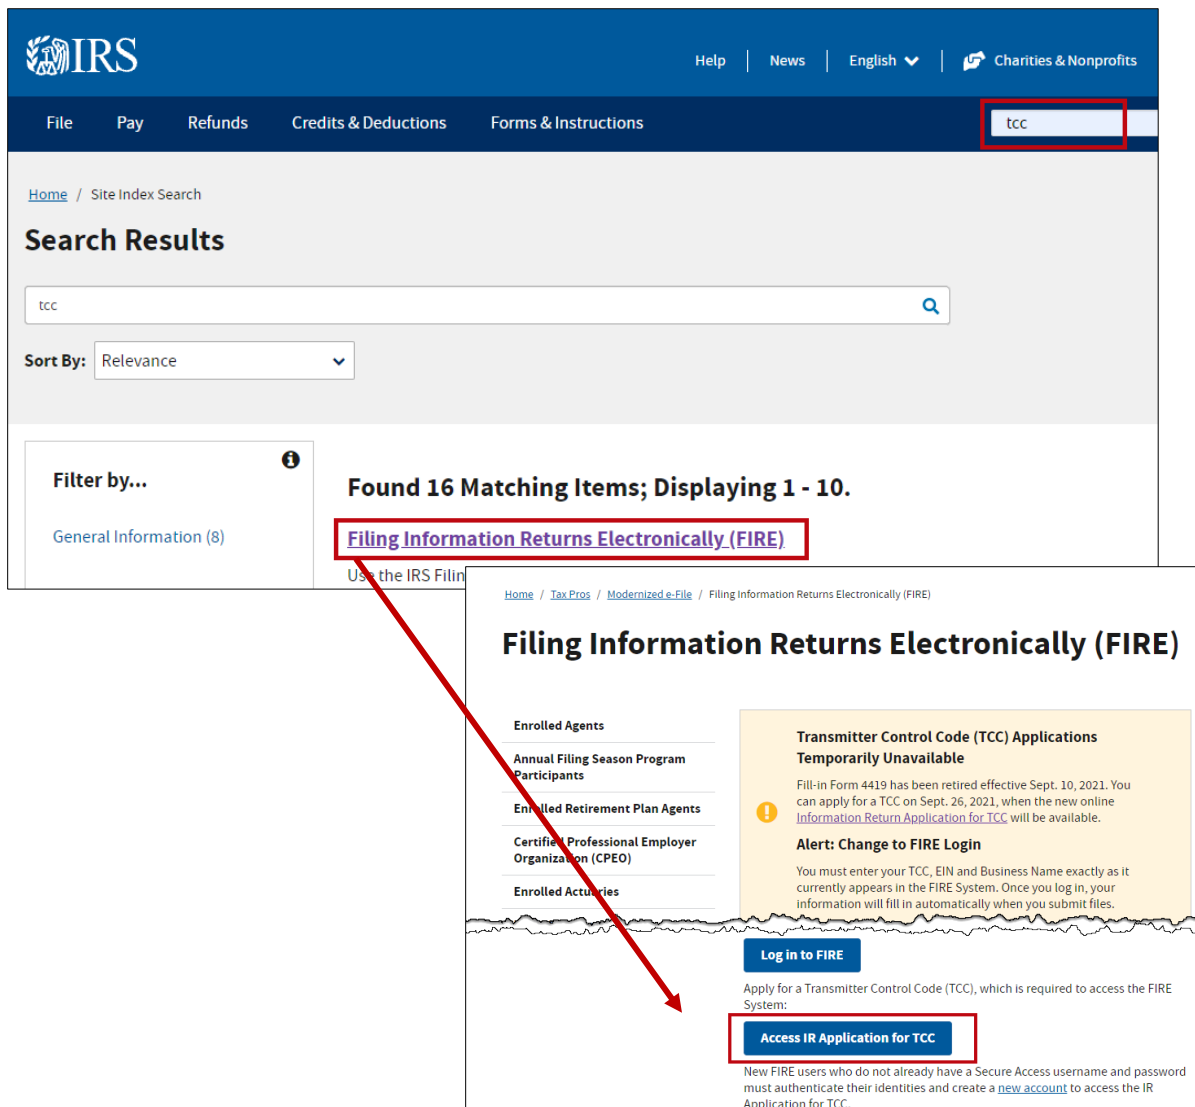 IRS
Help
News
English
Charities & Nonprofits
File
Pay
Refunds
Credits & Deductions
Forms & Instructions
tcc
Home / Site Index Search
Search Results
tcc
Sort By: Relevance
Filter by...
General Information (8)
Found 16 Matching Items; Displaying 1 - 10.
Filing Information Returns Electronically (FIRE)
Use the IRS Filin
Home / Tax Pros / Modernized e-File / Filing Information Returns Electronically (FIRE)
Filing Information Returns Electronically (FIRE)
Enrolled Agents
Annual Filing Season Program
Participants
Enrolled Retirement Plan Agents
Certified Professional Employer
Organization (CPEO)
Enrolled Actuaries
Transmitter Control Code (TCC) Applications
Temporarily Unavailable
Fill-in Form 4419 has been retired effective Sept. 10, 2021. You
can apply for a TCC on Sept. 26, 2021, when the new online
Information Return Application for TCC will be available.
Alert: Change to FIRE Login
You must enter your TCC, EIN and Business Name exactly as it
currently appears in the FIRE System. Once you log in, your
information will fill in automatically when you submit files.
Log in to FIRE
Apply for a Transmitter Control Code (TCC), which is required to access the FIRE
System:
Access IR Application for TCC
New FIRE users who do not already have a Secure Access username and password
must authenticate their identities and create a new account to access the IR
Application for TCC.